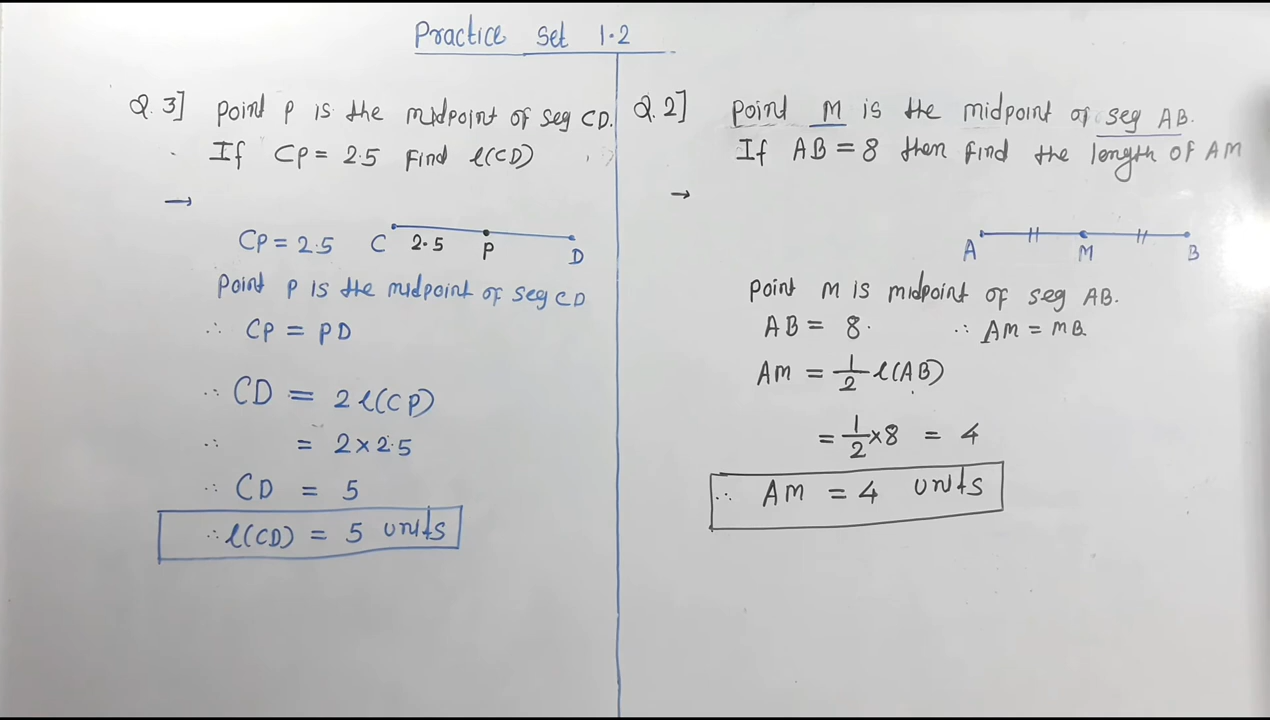 Practice Set 1.2
Q.3] Point P is the midpoint of seg CD.
If CP = 2.5 Find l(CD)
→
CP = 2.5 C 2.5 P D
Point P is the midpoint of seg CD
∴ CP = PD
∴ CD = 2 l(CP)
∴ = 2 × 2.5
∴ CD = 5
∴ l(CD) = 5 units
Q.2] Point M is the midpoint of seg AB.
If AB = 8 then find the length of AM
→
A M B
Point M is midpoint of seg AB.
AB = 8. ∴ AM = MB
AM = 1/2 l(AB)
= 1/2 × 8 = 4
∴ AM = 4 units